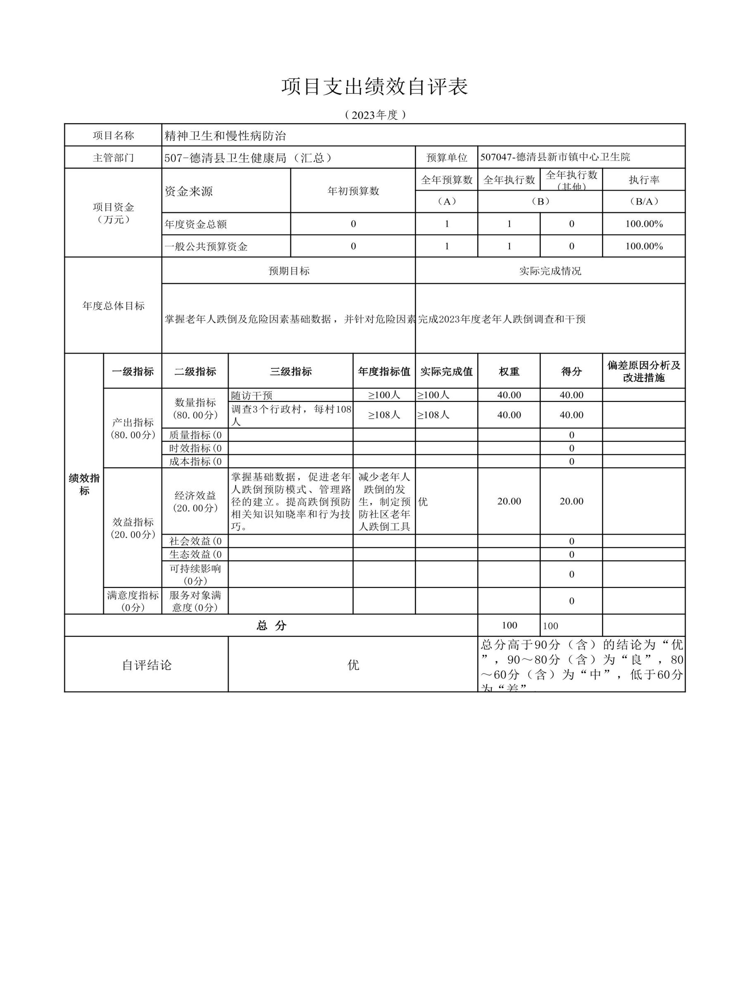 项目支出绩效自评表
（2023年度）
项目名称 精神卫生和慢性病防治
主管部门 507-德清县卫生健康局（汇总） 预算单位 507047-德清县新市镇中心卫生院
项目资金
（万元）
资金来源 年初预算数 全年预算数 全年执行数 全年执行数
（其他） 执行率
（A） （B） （B/A）
年度资金总额 0 1 1 0 100.00%
一般公共预算资金 0 1 1 0 100.00%
年度总体目标
预期目标 实际完成情况
掌握老年人跌倒及危险因素基础数据，并针对危险因素 完成2023年度老年人跌倒调查和干预
绩效指
标
一级指标 二级指标 三级指标 年度指标值 实际完成值 权重 得分 偏差原因分析及
改进措施
产出指标
(80.00分)
数量指标
(80.00分)
随访干预 ≥100人 ≥100人 40.00 40.00
调查3个行政村，每村108
人 ≥108人 ≥108人 40.00 40.00
质量指标(0 0
时效指标(0 0
成本指标(0 0
效益指标
(20.00分)
经济效益
(20.00分)
掌握基础数据，促进老年
人跌倒预防模式、管理路
径的建立。提高跌倒预防
相关知识知晓率和行为技
巧。
减少老年人
跌倒的发
生，制定预
防社区老年
人跌倒工具
优 20.00 20.00
社会效益(0 0
生态效益(0 0
可持续影响
(0分) 0
满意度指标
(0分)
服务对象满
意度(0分) 0
总 分 100 100
自评结论 优
总分高于90分（含）的结论为“优
”，90～80分（含）为“良”，80
～60分（含）为“中”，低于60分
为“差”。